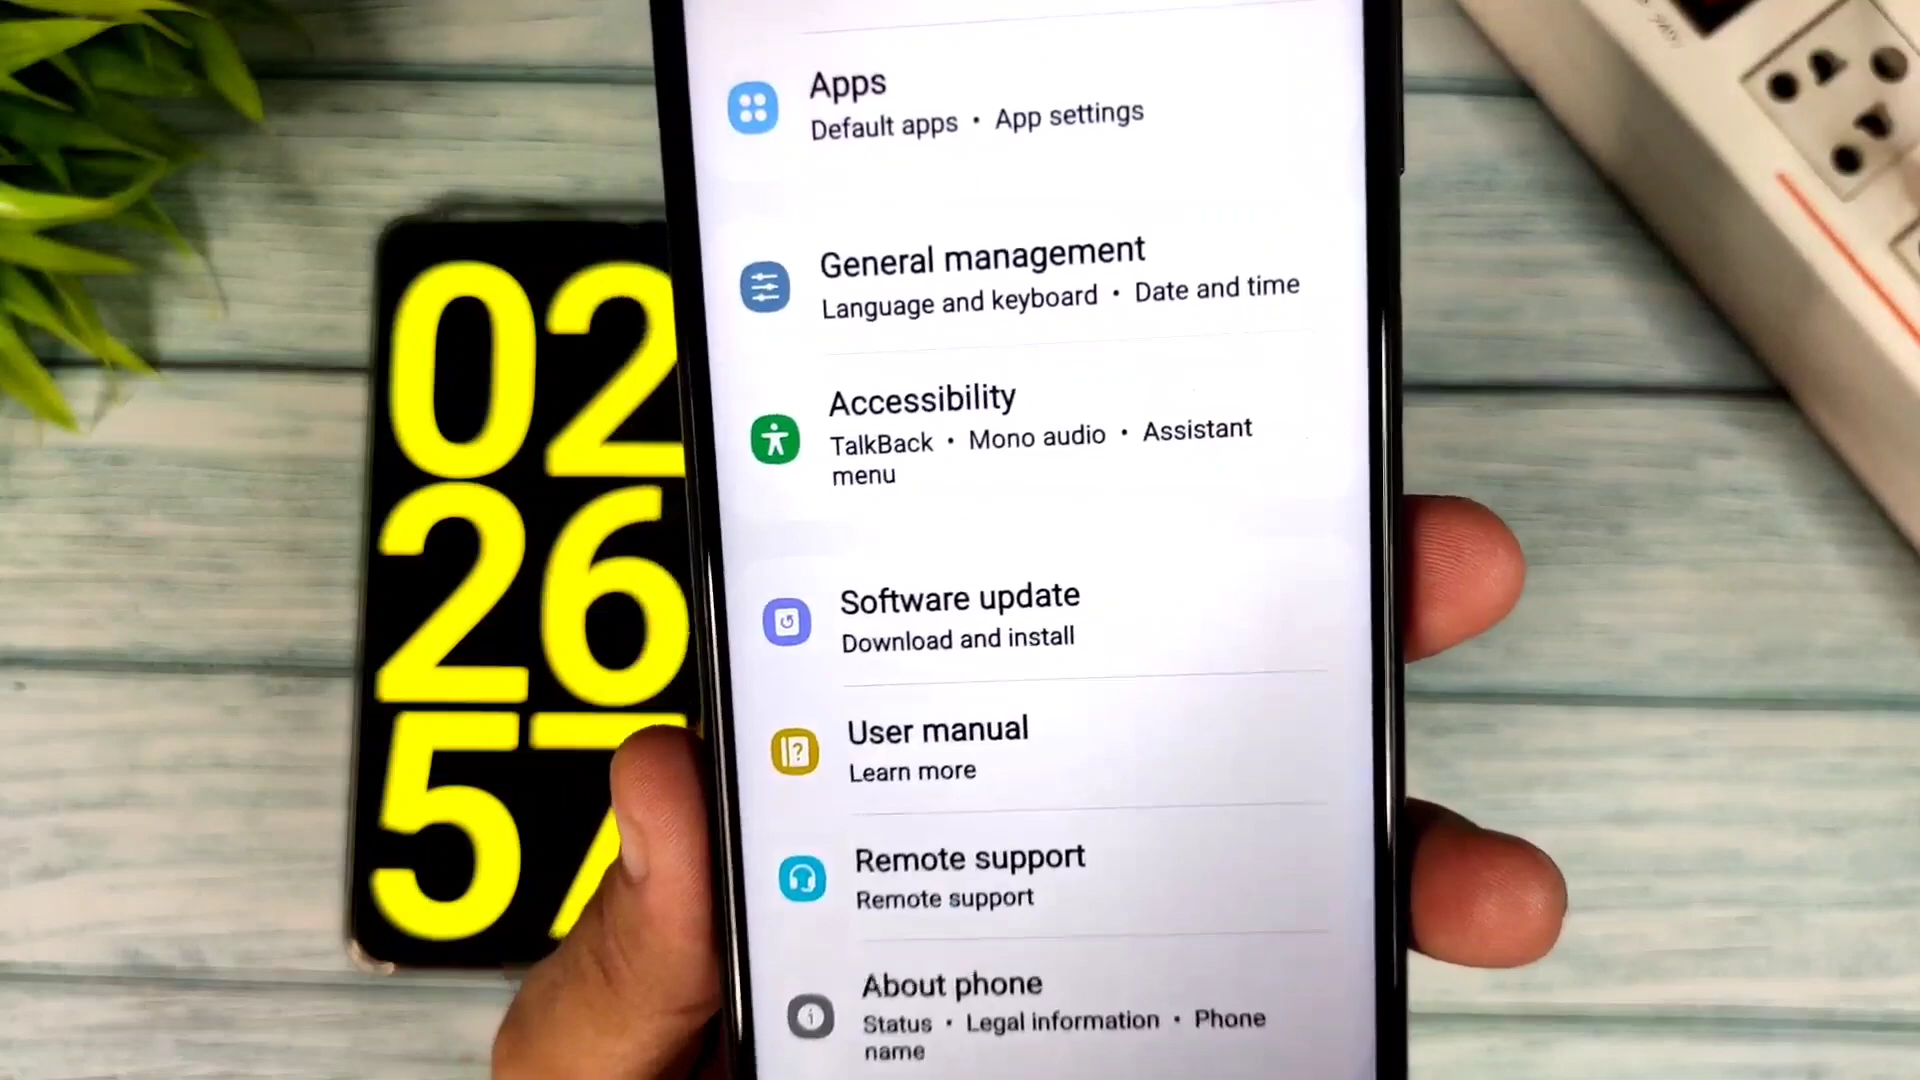 Apps
Default apps • App settings
General management
Language and keyboard • Date and time
Accessibility
TalkBack • Mono audio • Assistant
menu
Software update
Download and install
User manual
Learn more
Remote support
Remote support
About phone
Status • Legal information • Phone
name
02
26
57